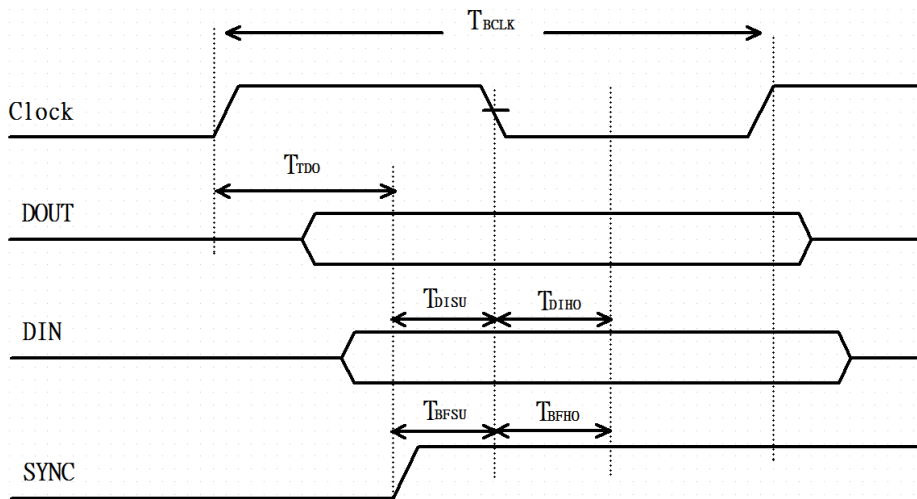 TBCLK
Clock
TTDO
DOUT
TDISU
TDIHO
DIN
TBFSU
TBFHO
SYNC